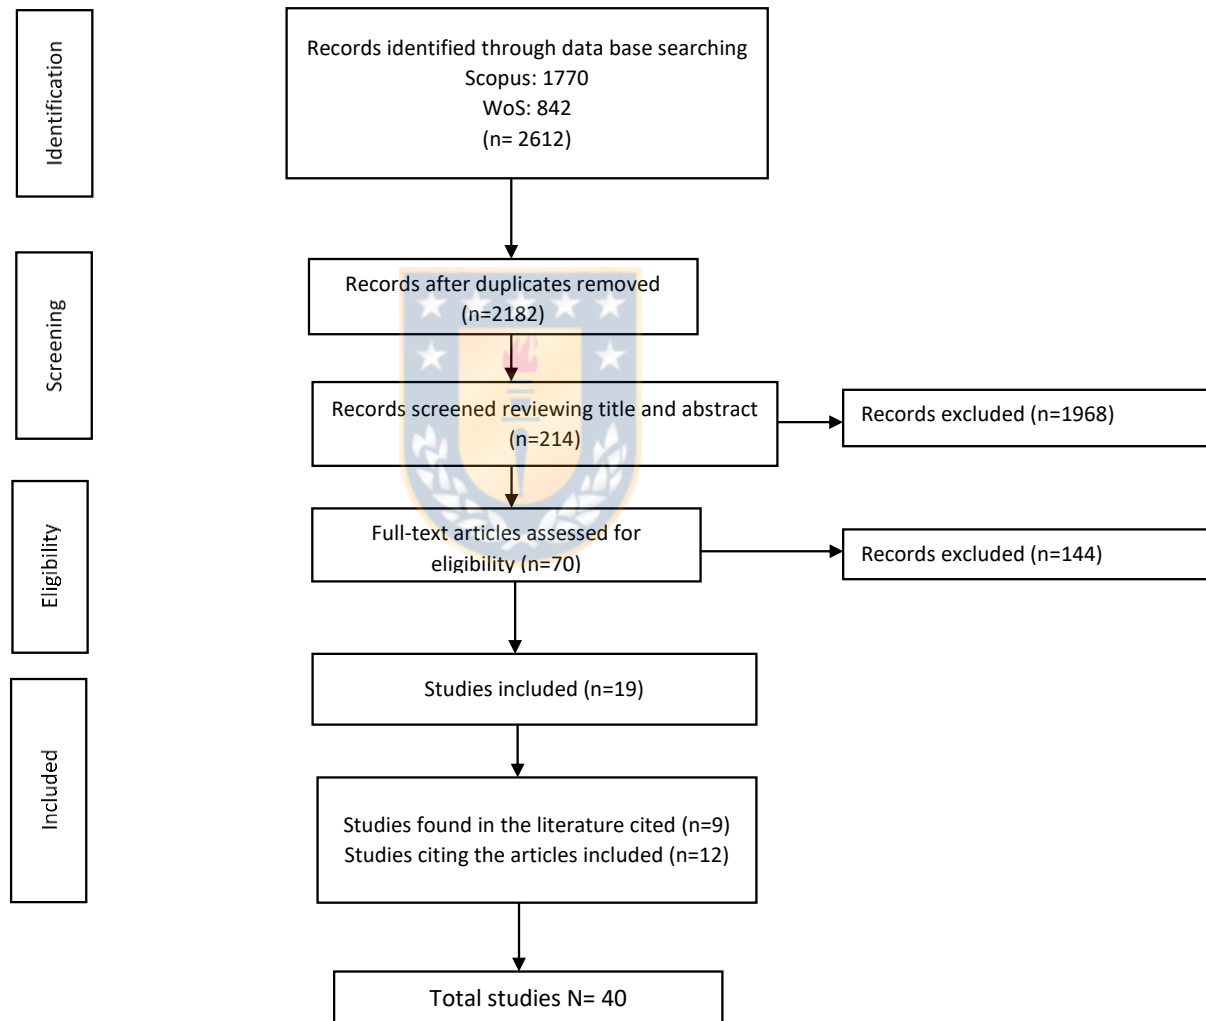 Identification
Records identified through data base searching
Scopus: 1770
WoS: 842
(n= 2612)
Screening
Records after duplicates removed
(n=2182)
Records screened reviewing title and abstract
(n=214)
Records excluded (n=1968)
Eligibility
Full-text articles assessed for
eligibility (n=70)
Records excluded (n=144)
Included
Studies included (n=19)
Studies found in the literature cited (n=9)
Studies citing the articles included (n=12)
Total studies N= 40